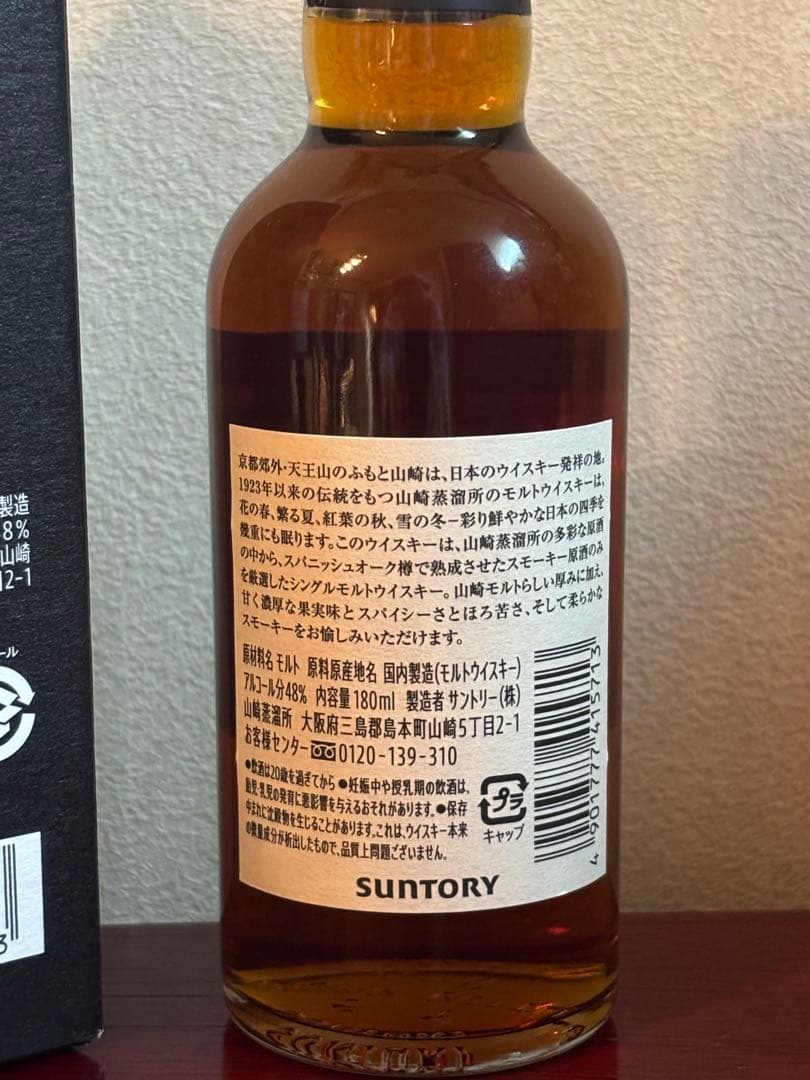 京都郊外・天王山のふもと山崎は、日本のウイスキー発祥の地。
1923年以来の伝統をもつ山崎蒸溜所のモルトウイスキーは、
花の春、繁る夏、紅葉の秋、雪の冬－彩り鮮やかな日本の四季を
幾重にも眠ります。このウイスキーは、山崎蒸溜所の多彩な原酒
の中から、スパニッシュオーク樽で熟成させたスモーキー原酒のみ
を厳選したシングルモルトウイスキー。山崎モルトらしい厚みに加え、
甘く濃厚な果実味とスパイシーさとほろ苦さ、そして柔らかな
スモーキーをお愉しみいただけます。
原材料名 モルト 原料原産地名 国内製造(モルトウイスキー)
アルコール分48% 内容量180ml 製造者 サントリー(株)
山崎蒸溜所 大阪府三島郡島本町山崎5丁目2-1
お客様センター 0120-139-310
●飲酒は20歳を過ぎてから ●妊娠中や授乳期の飲酒は、
胎児・乳児の発育に悪影響を与えるおそれがあります。●保存
中まれに沈殿物を生じることがあります。これは、ウイスキー本来
の微量成分が析出したもので、品質上問題ございません。
プラ
キャップ
4 901777 415713
SUNTORY
製造
8%
山崎
2-1
ール
3